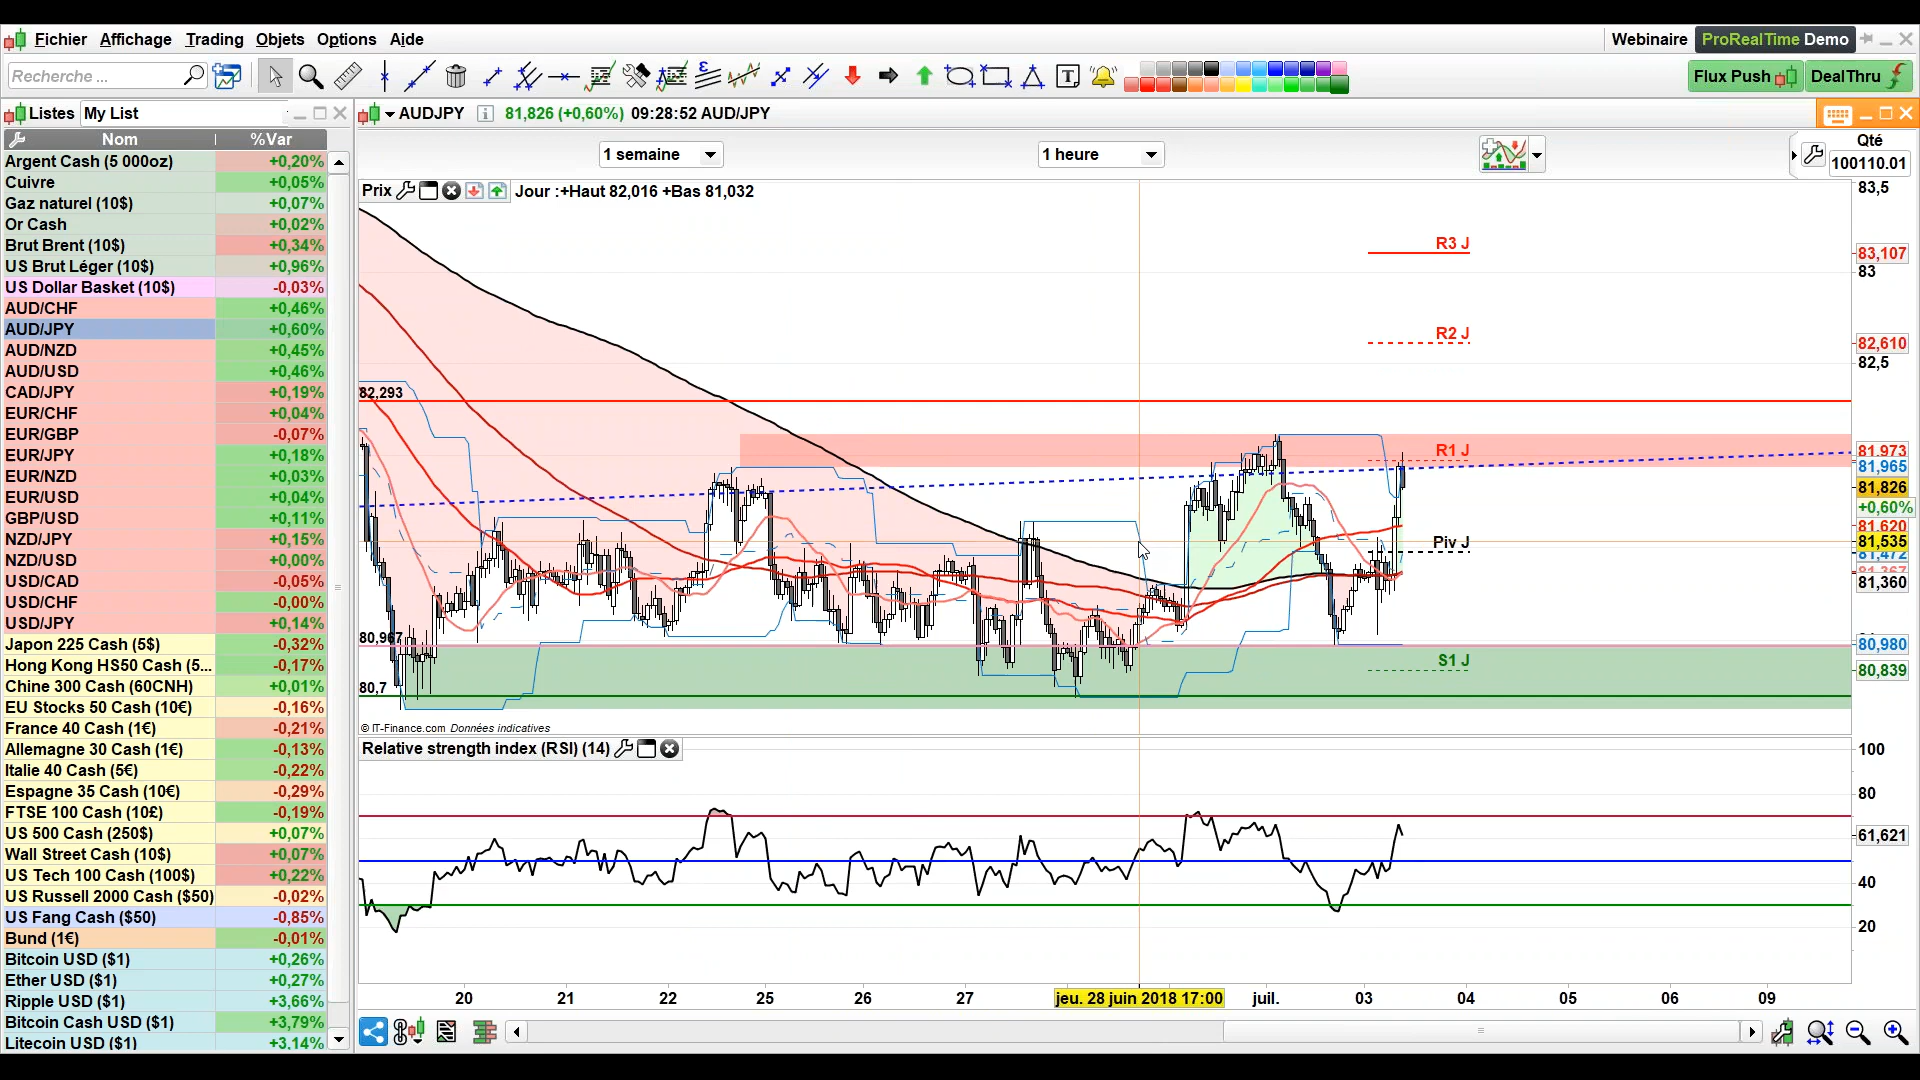 Fichier Affichage Trading Objets Options Aide
Webinaire ProRealTime Demo
Recherche ...
Flux Push DealThru
Listes My List
AUDJPY 81,826 (+0,60%) 09:28:52 AUD/JPY
Nom %Var
Argent Cash (5 000oz) +0,20%
Cuivre +0,05%
Gaz naturel (10$) +0,07%
Or Cash +0,02%
Brut Brent (10$) +0,34%
US Brut Léger (10$) +0,96%
US Dollar Basket (10$) -0,03%
AUD/CHF +0,46%
AUD/JPY +0,60%
AUD/NZD +0,45%
AUD/USD +0,46%
CAD/JPY +0,19%
EUR/CHF +0,04%
EUR/GBP -0,07%
EUR/JPY +0,18%
EUR/NZD +0,03%
EUR/USD +0,04%
GBP/USD +0,11%
NZD/JPY +0,15%
NZD/USD +0,00%
USD/CAD -0,05%
USD/CHF -0,00%
USD/JPY +0,14%
Japon 225 Cash (5$) -0,32%
Hong Kong HS50 Cash (5... -0,17%
Chine 300 Cash (60CNH) +0,01%
EU Stocks 50 Cash (10€) -0,16%
France 40 Cash (1€) -0,21%
Allemagne 30 Cash (1€) -0,13%
Italie 40 Cash (5€) -0,22%
Espagne 35 Cash (10€) -0,29%
FTSE 100 Cash (10£) -0,19%
US 500 Cash (250$) +0,07%
Wall Street Cash (10$) +0,07%
US Tech 100 Cash (100$) +0,22%
US Russell 2000 Cash ($50) -0,02%
US Fang Cash ($50) -0,85%
Bund (1€) -0,01%
Bitcoin USD ($1) +0,26%
Ether USD ($1) +0,27%
Ripple USD ($1) +3,66%
Bitcoin Cash USD ($1) +3,79%
Litecoin USD ($1) +3,14%
1 semaine
1 heure
Qté
100110.01
Prix Jour :+Haut 82,016 +Bas 81,032
83,5
R3 J
83,107
83
R2 J
82,610
82,5
82,293
R1 J
81,973
81,965
81,826
+0,60%
81,620
Piv J
81,535
81,472
81,367
81,360
80,967
80,980
S1 J
80,839
80,7
© IT-Finance.com Données indicatives
Relative strength index (RSI) (14)
100
80
61,621
40
20
20 21 22 25 26 27 jeu. 28 juin 2018 17:00 juil. 03 04 05 06 09